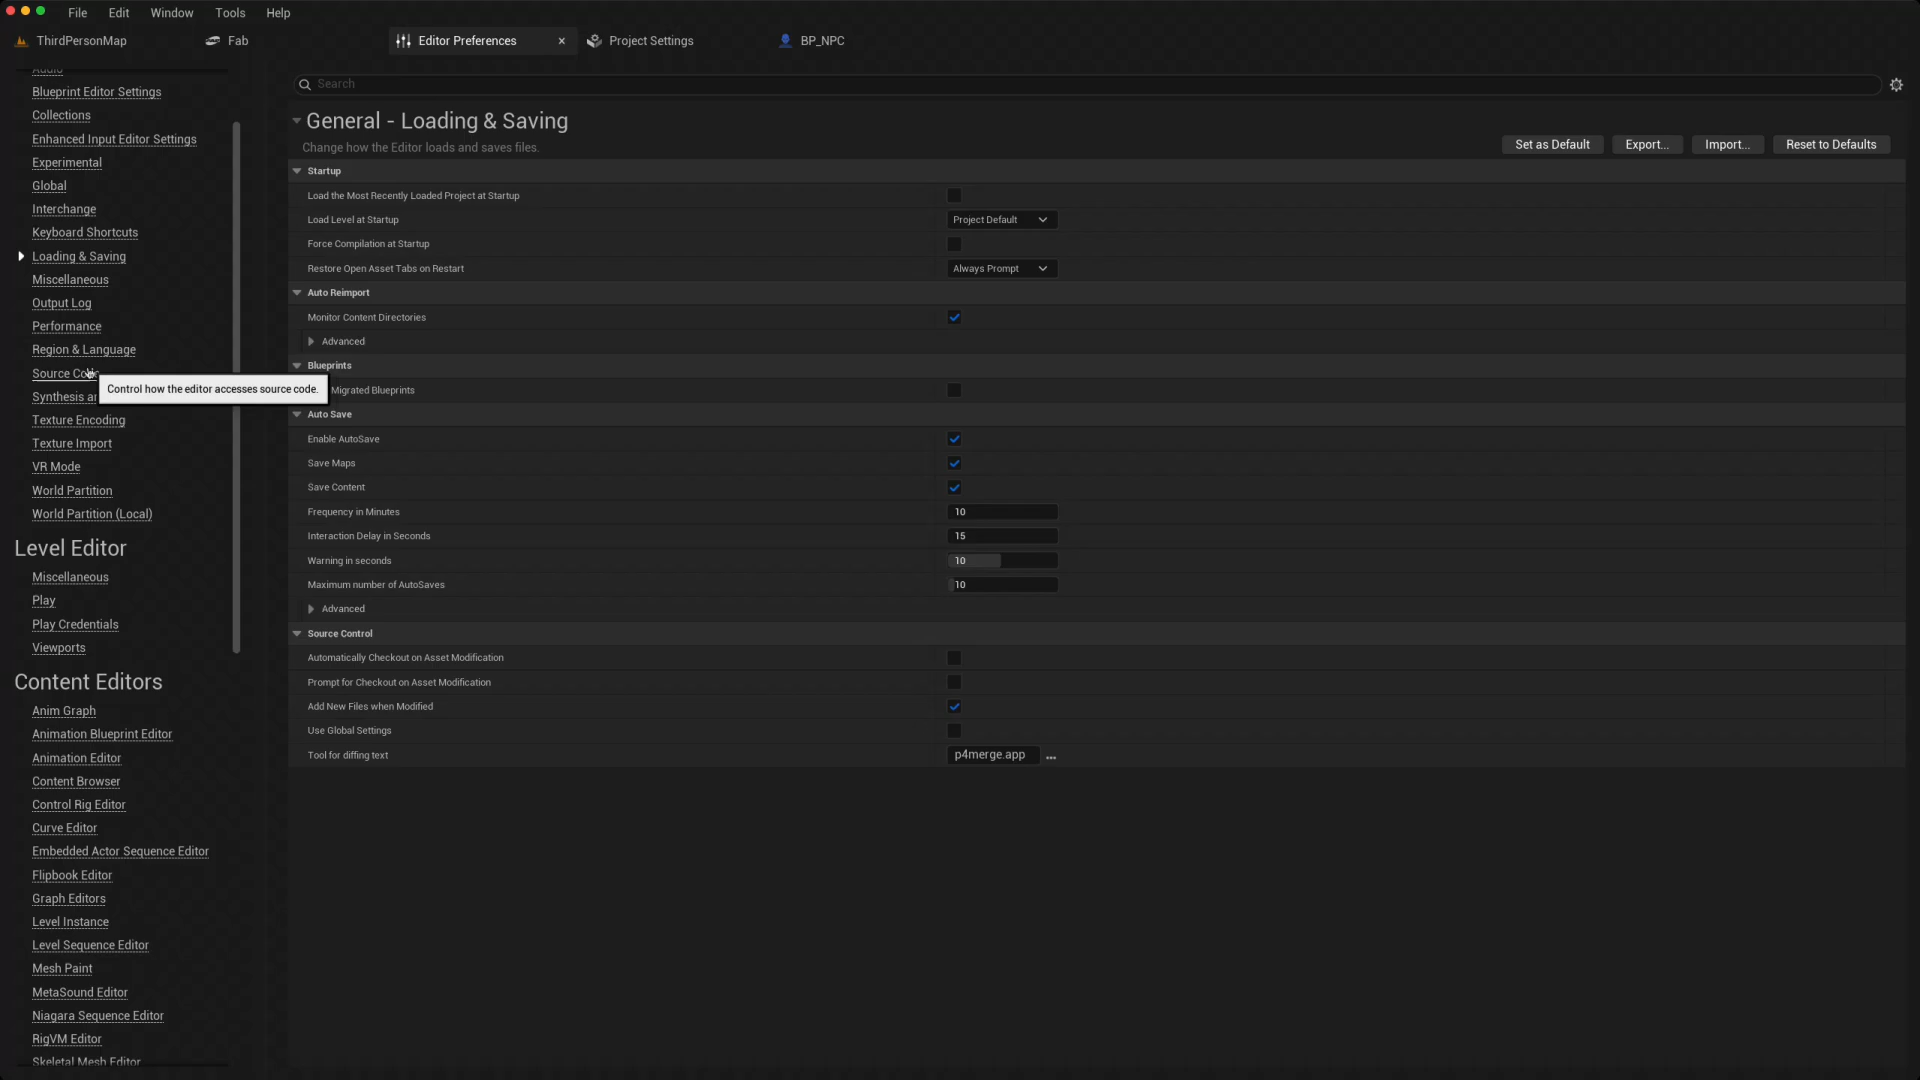 File Edit Window Tools Help
ThirdPersonMap Fab Editor Preferences Project Settings BP_NPC
Audio
Blueprint Editor Settings
Collections
Enhanced Input Editor Settings
Experimental
Global
Interchange
Keyboard Shortcuts
Loading & Saving
Miscellaneous
Output Log
Performance
Region & Language
Source
Control how the editor accesses source code.
Synthesis
Texture Encoding
Texture Import
VR Mode
World Partition
World Partition (Local)
Level Editor
Miscellaneous
Play
Play Credentials
Viewports
Content Editors
Anim Graph
Animation Blueprint Editor
Animation Editor
Content Browser
Control Rig Editor
Curve Editor
Embedded Actor Sequence Editor
Flipbook Editor
Graph Editors
Level Instance
Level Sequence Editor
Mesh Paint
MetaSound Editor
Niagara Sequence Editor
RigVM Editor
Skeletal Mesh Editor
Search
General - Loading & Saving
Change how the Editor loads and saves files.
Set as Default Export... Import... Reset to Defaults
Startup
Load the Most Recently Loaded Project at Startup
Load Level at Startup Project Default
Force Compilation at Startup
Restore Open Asset Tabs on Restart Always Prompt
Auto Reimport
Monitor Content Directories
Advanced
Blueprints
Migrated Blueprints
Auto Save
Enable AutoSave
Save Maps
Save Content
Frequency in Minutes 10
Interaction Delay in Seconds 15
Warning in seconds 10
Maximum number of AutoSaves 10
Advanced
Source Control
Automatically Checkout on Asset Modification
Prompt for Checkout on Asset Modification
Add New Files when Modified
Use Global Settings
Tool for diffing text p4merge.app ...